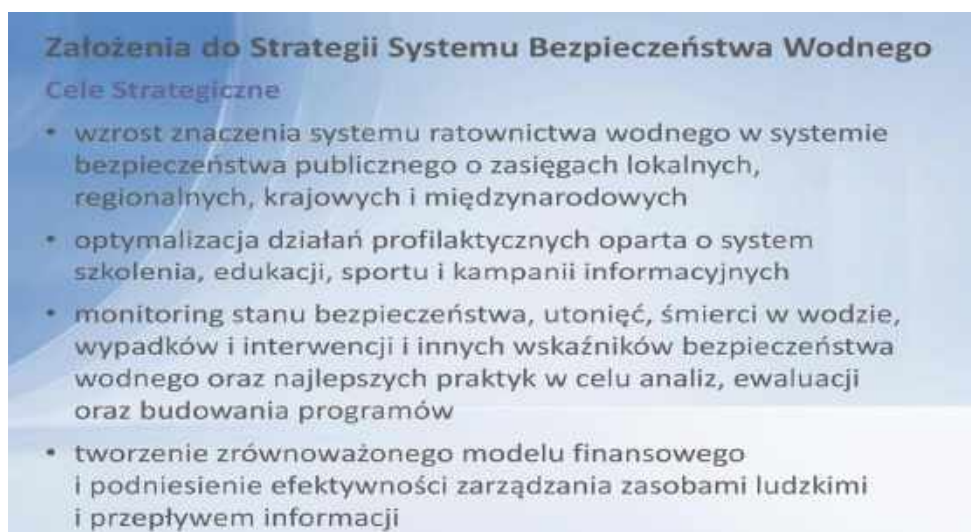 Założenia do Strategii Systemu Bezpieczeństwa Wodnego
Cele Strategiczne
• wzrost znaczenia systemu ratownictwa wodnego w systemie
bezpieczeństwa publicznego o zasięgach lokalnych,
regionalnych, krajowych i międzynarodowych
• optymalizacja działań profilaktycznych oparta o system
szkolenia, edukacji, sportu i kampanii informacyjnych
• monitoring stanu bezpieczeństwa, utonięć, śmierci w wodzie,
wypadków i interwencji i innych wskaźników bezpieczeństwa
wodnego oraz najlepszych praktyk w celu analiz, ewaluacji
oraz budowania programów
• tworzenie zrównoważonego modelu finansowego
i podniesienie efektywności zarządzania zasobami ludzkimi
i przepływem informacji